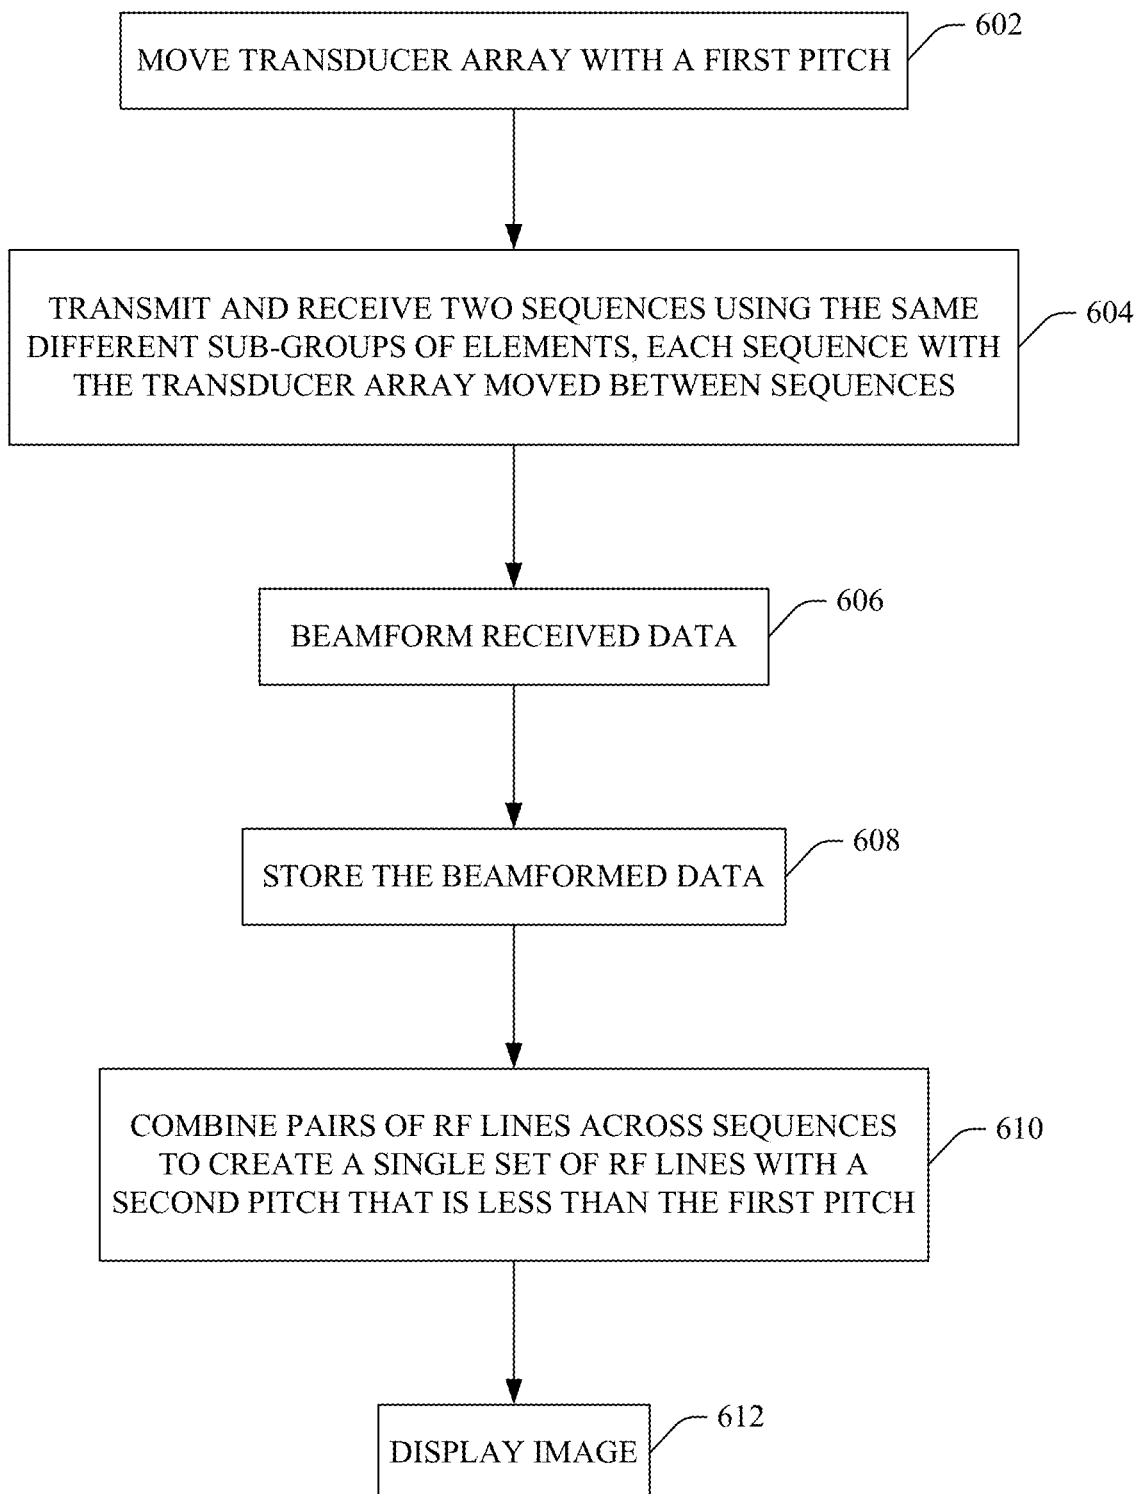 MOVE TRANSDUCER ARRAY WITH A FIRST PITCH
602
TRANSMIT AND RECEIVE TWO SEQUENCES USING THE SAME
DIFFERENT SUB-GROUPS OF ELEMENTS, EACH SEQUENCE WITH
THE TRANSDUCER ARRAY MOVED BETWEEN SEQUENCES
604
BEAMFORM RECEIVED DATA
606
STORE THE BEAMFORMED DATA
608
COMBINE PAIRS OF RF LINES ACROSS SEQUENCES
TO CREATE A SINGLE SET OF RF LINES WITH A
SECOND PITCH THAT IS LESS THAN THE FIRST PITCH
610
DISPLAY IMAGE
612